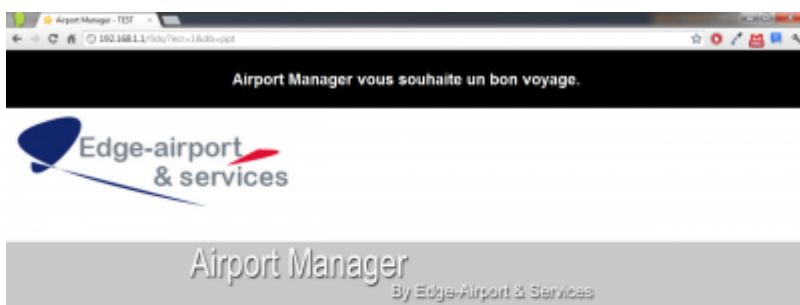 Airport Manager - TEST
Airport Manager vous souhaite un bon voyage.
Edge-airport
& services
Airport Manager
By Edge-Airport & Services